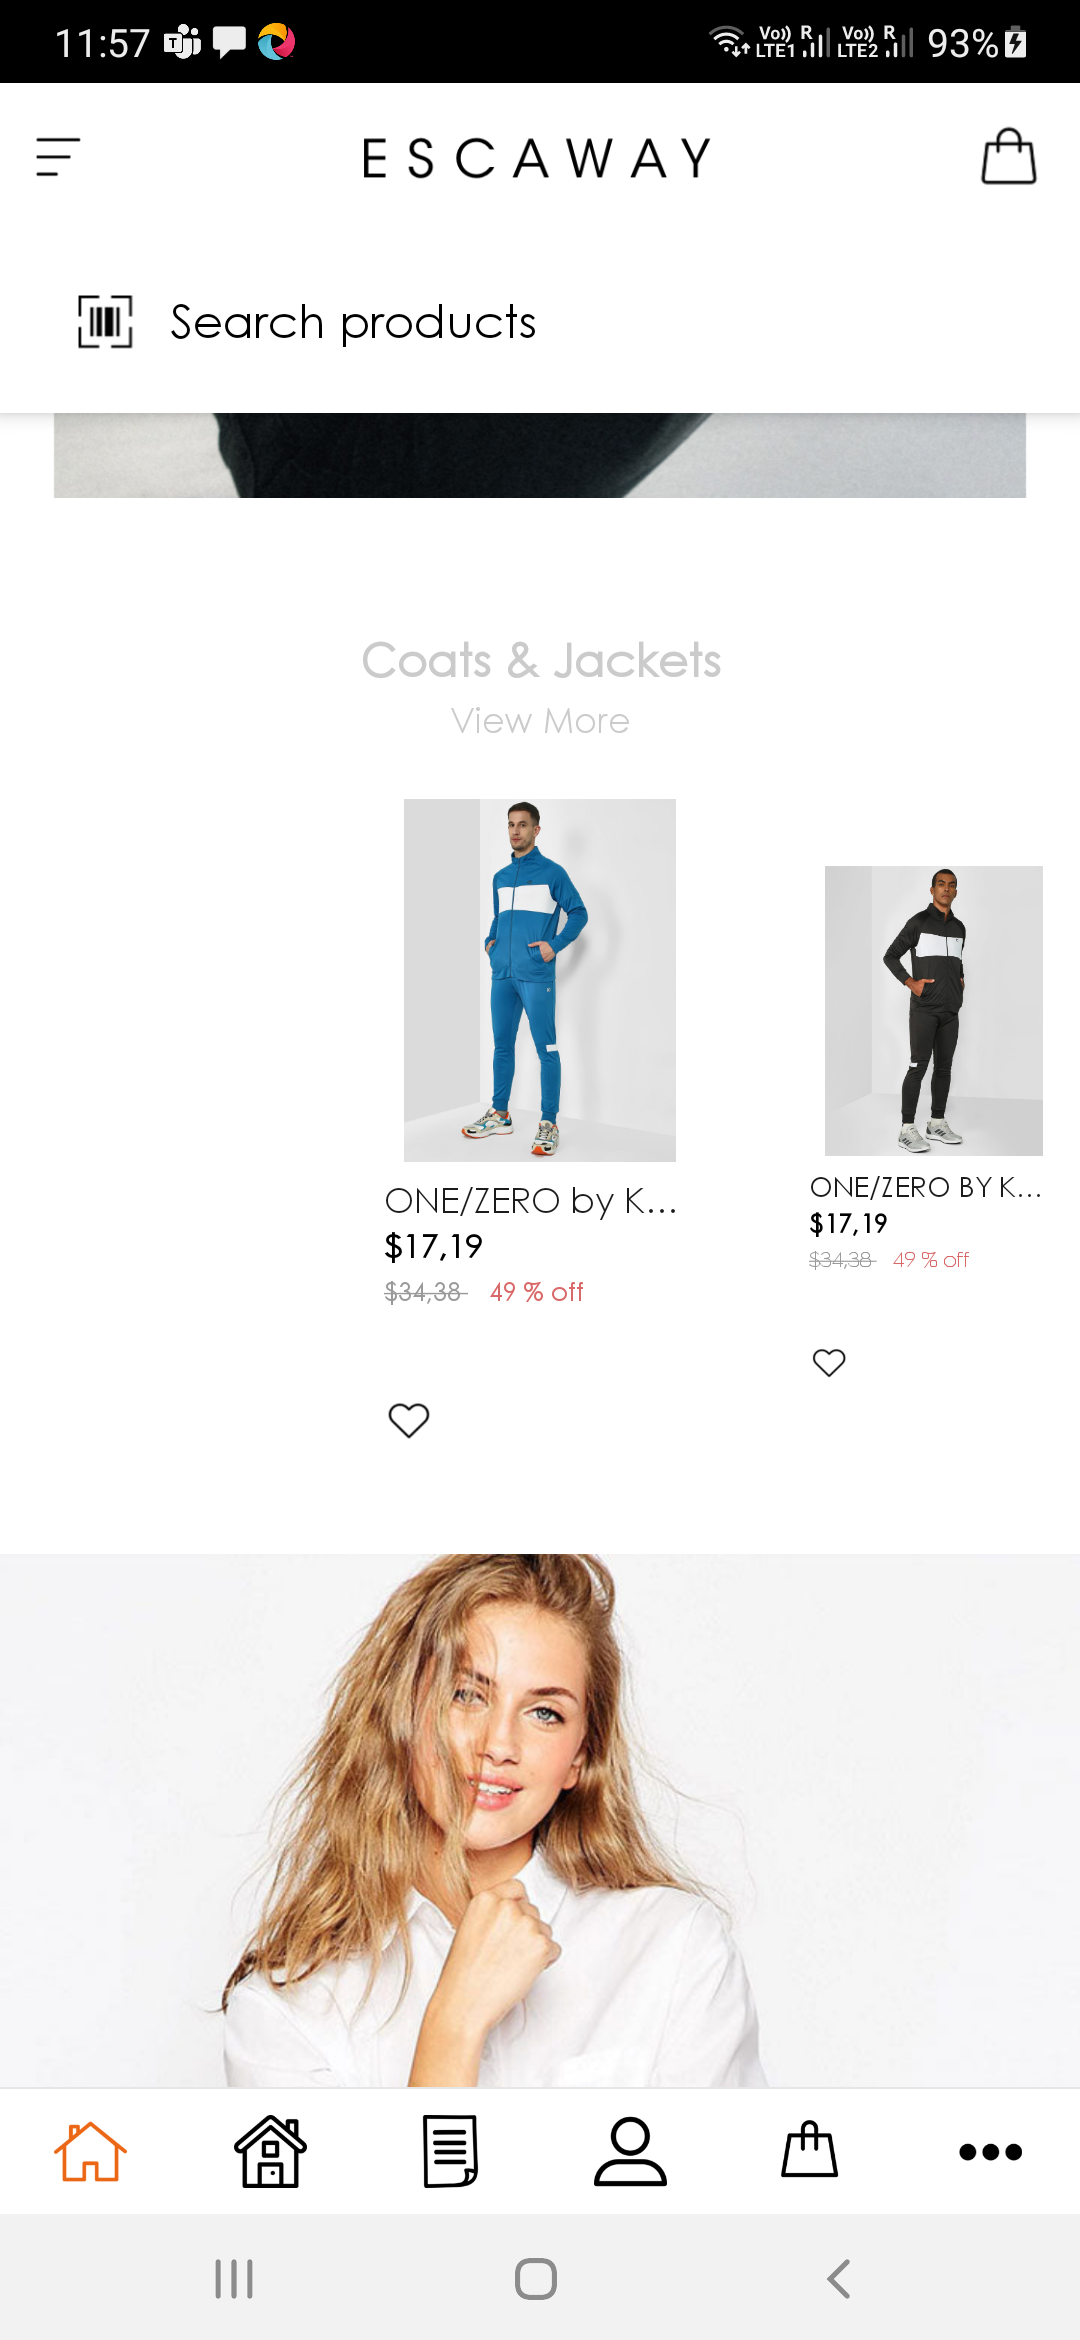 11:57
Vo)) R Vo)) R
LTE1 LTE2 93%
ESCAWAY
Search products
Coats & Jackets
View More
ONE/ZERO by K...
$17,19
$34,38 49 % off
ONE/ZERO BY K...
$17,19
$34,38 49 % off